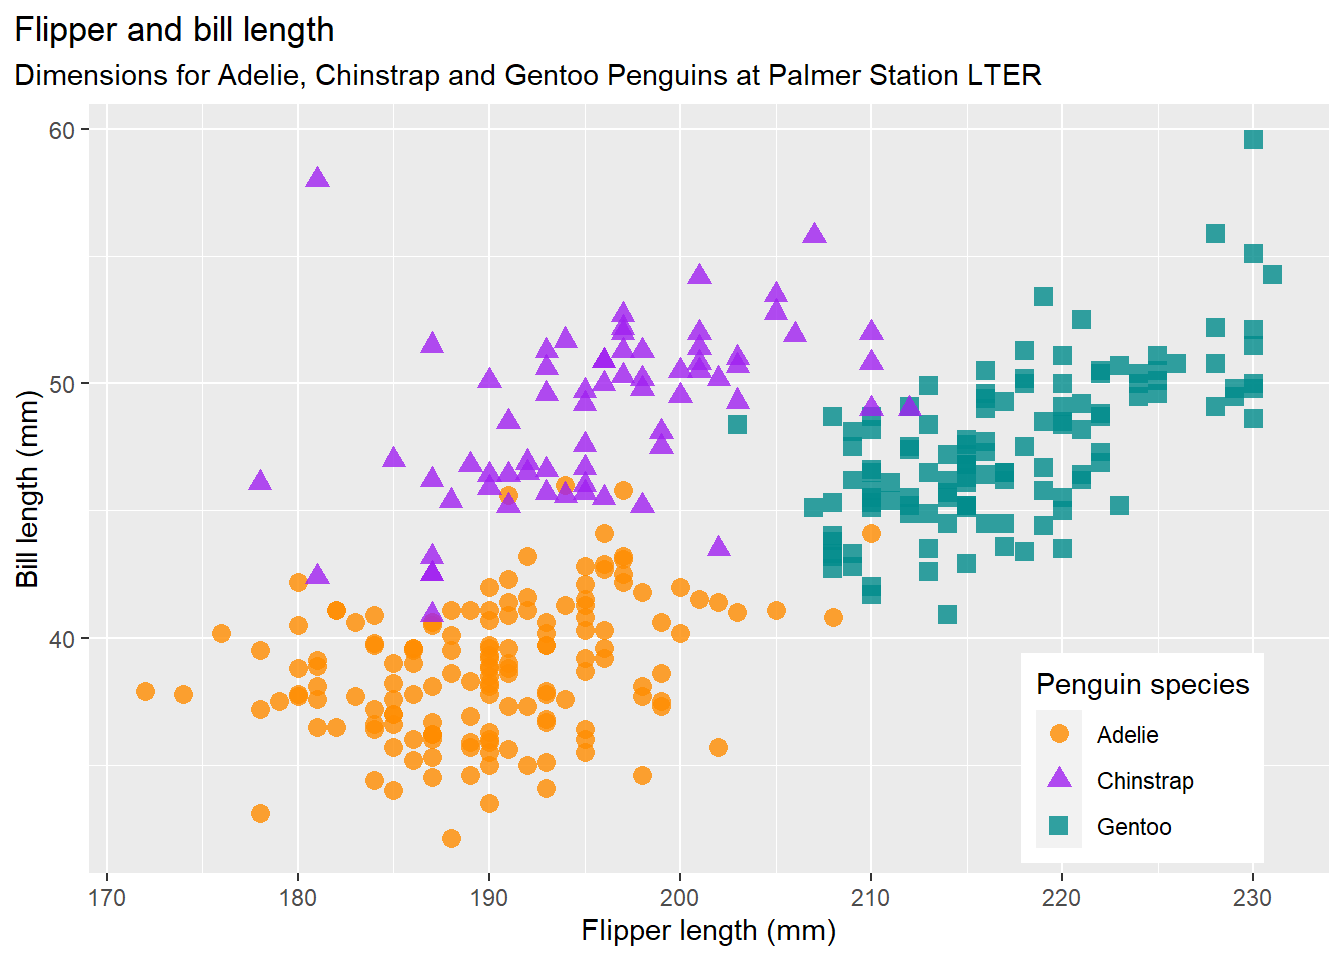 Flipper and bill length
Dimensions for Adelie, Chinstrap and Gentoo Penguins at Palmer Station LTER
60
50
40
Bill length (mm)
Penguin species
Adelie
Chinstrap
Gentoo
170 180 190 200 210 220 230
Flipper length (mm)